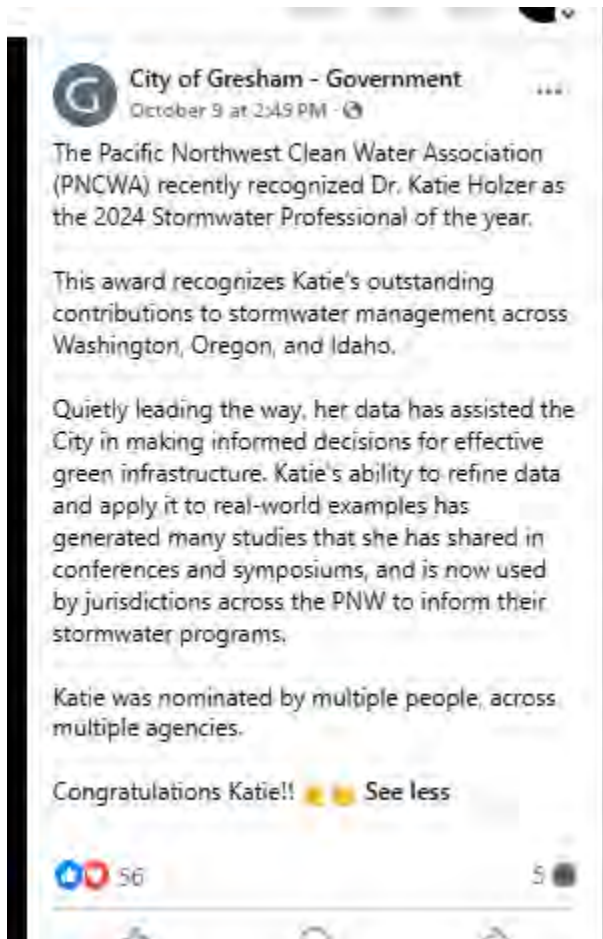 City of Gresham - Government
October 9 at 2:49 PM ·
The Pacific Northwest Clean Water Association
(PNCWA) recently recognized Dr. Katie Holzer as
the 2024 Stormwater Professional of the year.
This award recognizes Katie's outstanding
contributions to stormwater management across
Washington, Oregon, and Idaho.
Quietly leading the way, her data has assisted the
City in making informed decisions for effective
green infrastructure. Katie's ability to refine data
and apply it to real-world examples has
generated many studies that she has shared in
conferences and symposiums, and is now used
by jurisdictions across the PNW to inform their
stormwater programs.
Katie was nominated by multiple people, across
multiple agencies.
Congratulations Katie!! See less
56
5